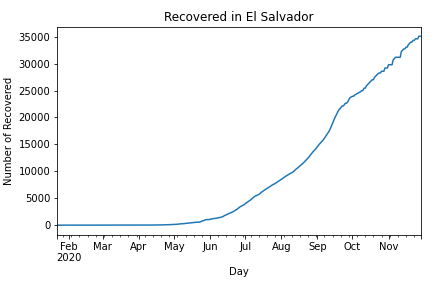 Recovered in El Salvador
Number of Recovered
35000
30000
25000
20000
15000
10000
5000
0
Feb Mar Apr May Jun Jul Aug Sep Oct Nov
2020
Day